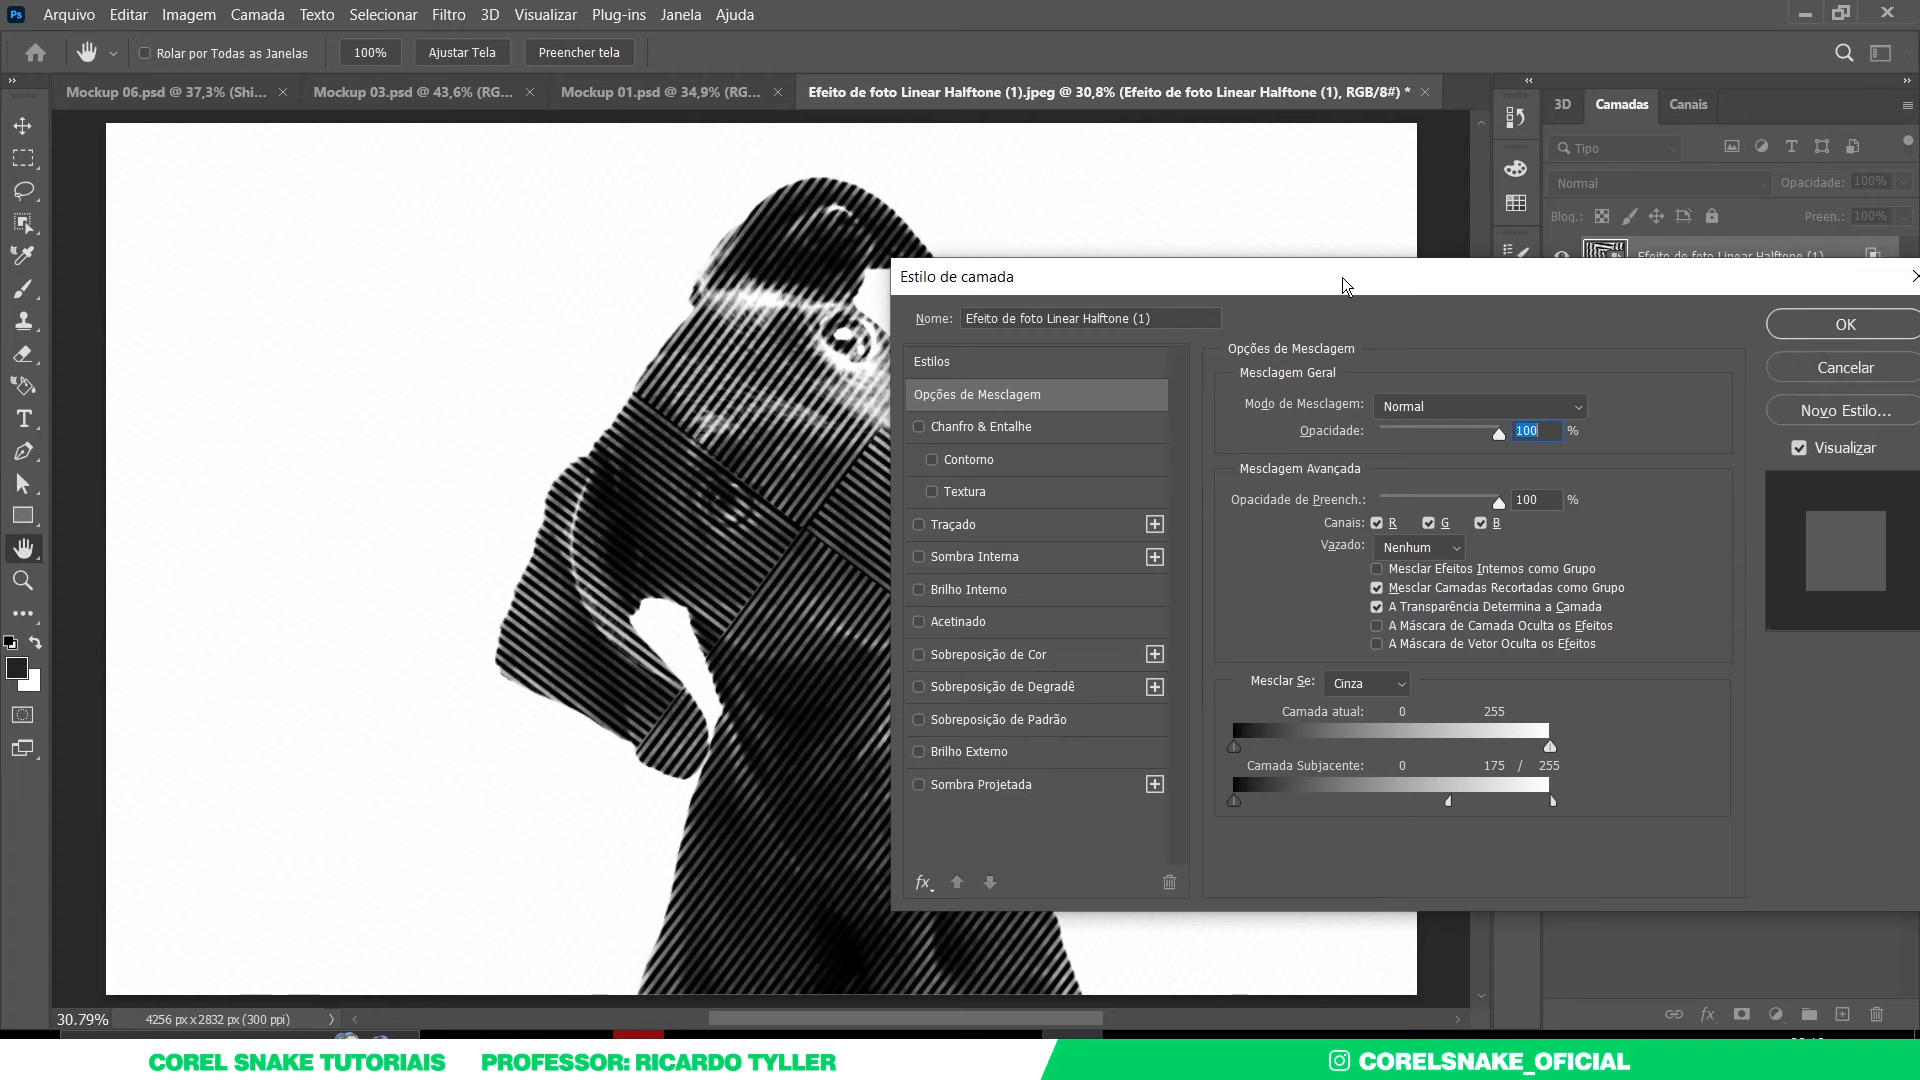 Ps Arquivo Editar Imagem Camada Texto Selecionar Filtro 3D Visualizar Plug-ins Janela Ajuda
Rolar por Todas as Janelas 100% Ajustar Tela Preencher tela
Mockup 06.psd @ 37,3% (Shi... Mockup 03.psd @ 43,6% (RG... Mockup 01.psd @ 34,9% (RG... Efeito de foto Linear Halftone (1).jpeg @ 30,8% (Efeito de foto Linear Halftone (1), RGB/8#) *
3D Camadas Canais
Tipo
Normal Opacidade: 100%
Bloq.: Preen.: 100%
Efeito de foto Linear Halftone (1)
Estilo de camada
Nome: Efeito de foto Linear Halftone (1)
OK
Cancelar
Novo Estilo...
Visualizar
Estilos
Opções de Mesclagem
Chanfro & Entalhe
Contorno
Textura
Traçado
Sombra Interna
Brilho Interno
Acetinado
Sobreposição de Cor
Sobreposição de Degradê
Sobreposição de Padrão
Brilho Externo
Sombra Projetada
fx
Opções de Mesclagem
Mesclagem Geral
Modo de Mesclagem: Normal
Opacidade: 100 %
Mesclagem Avançada
Opacidade de Preench.: 100 %
Canais: R G B
Vazado: Nenhum
Mesclar Efeitos Internos como Grupo
Mesclar Camadas Recortadas como Grupo
A Transparência Determina a Camada
A Máscara de Camada Oculta os Efeitos
A Máscara de Vetor Oculta os Efeitos
Mesclar Se: Cinza
Camada atual: 0 255
Camada Subjacente: 0 175 / 255
fx
30.79% 4256 px x 2832 px (300 ppi)
COREL SNAKE TUTORIAIS PROFESSOR: RICARDO TYLLER CORELSNAKE_OFICIAL